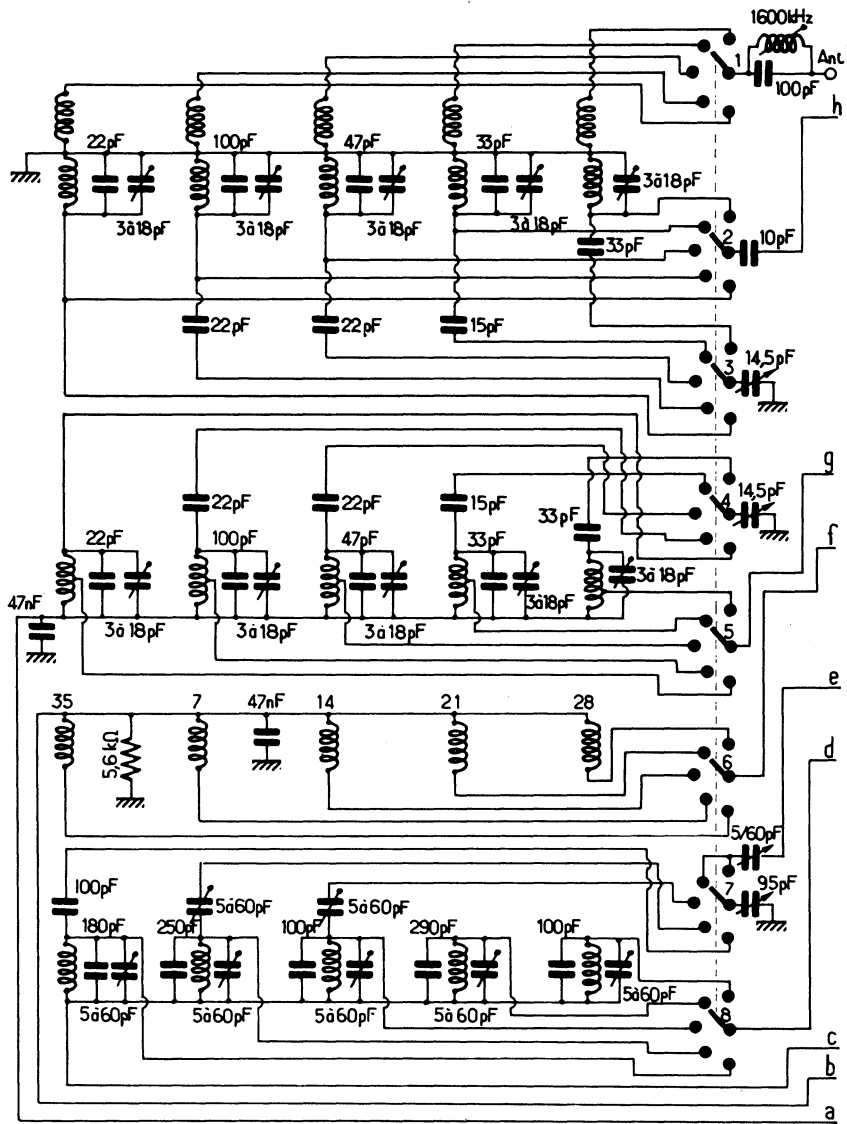 1600kHz
Ant.
1
100pF
h
22pF
100pF
47pF
33pF
3à18pF
3à18pF
3à18pF
3à18pF
3à18pF
2
10pF
33pF
22pF
22pF
15pF
3
14,5pF
g
22pF
22pF
15pF
4
14,5pF
33pF
f
22pF
100pF
47pF
33pF
3à18pF
3à18pF
47nF
3à18pF
3à18pF
3à18pF
5
e
35
7
47nF
14
21
28
d
5,6kΩ
6
5/60pF
100pF
5à60pF
5à60pF
7
95pF
180pF
250pF
100pF
290pF
100pF
5à60pF
5à60pF
5à60pF
5à60pF
5à60pF
8
c
b
a